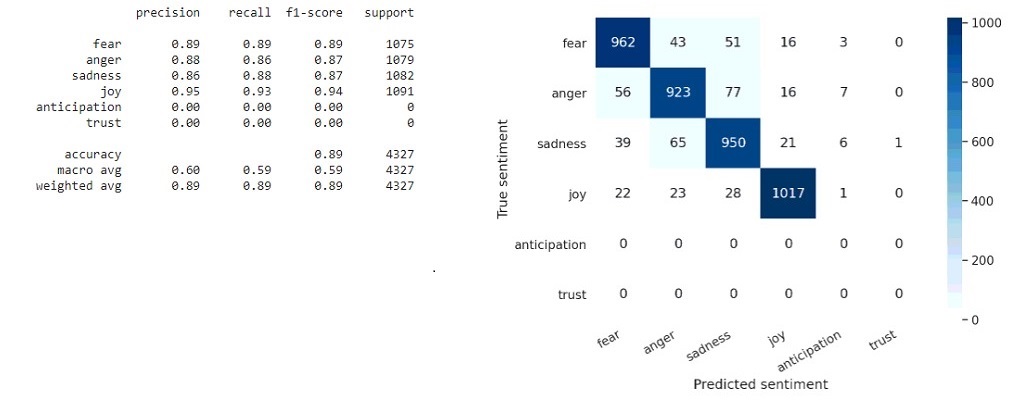 precision recall f1-score support
fear 0.89 0.89 0.89 1075
anger 0.88 0.86 0.87 1079
sadness 0.86 0.88 0.87 1082
joy 0.95 0.93 0.94 1091
anticipation 0.00 0.00 0.00 0
trust 0.00 0.00 0.00 0
accuracy 0.89 4327
macro avg 0.60 0.59 0.59 4327
weighted avg 0.89 0.89 0.89 4327
.
True sentiment
fear 962 43 51 16 3 0
anger 56 923 77 16 7 0
sadness 39 65 950 21 6 1
joy 22 23 28 1017 1 0
anticipation 0 0 0 0 0 0
trust 0 0 0 0 0 0
fear anger sadness joy anticipation trust
Predicted sentiment
1000
800
600
400
200
0